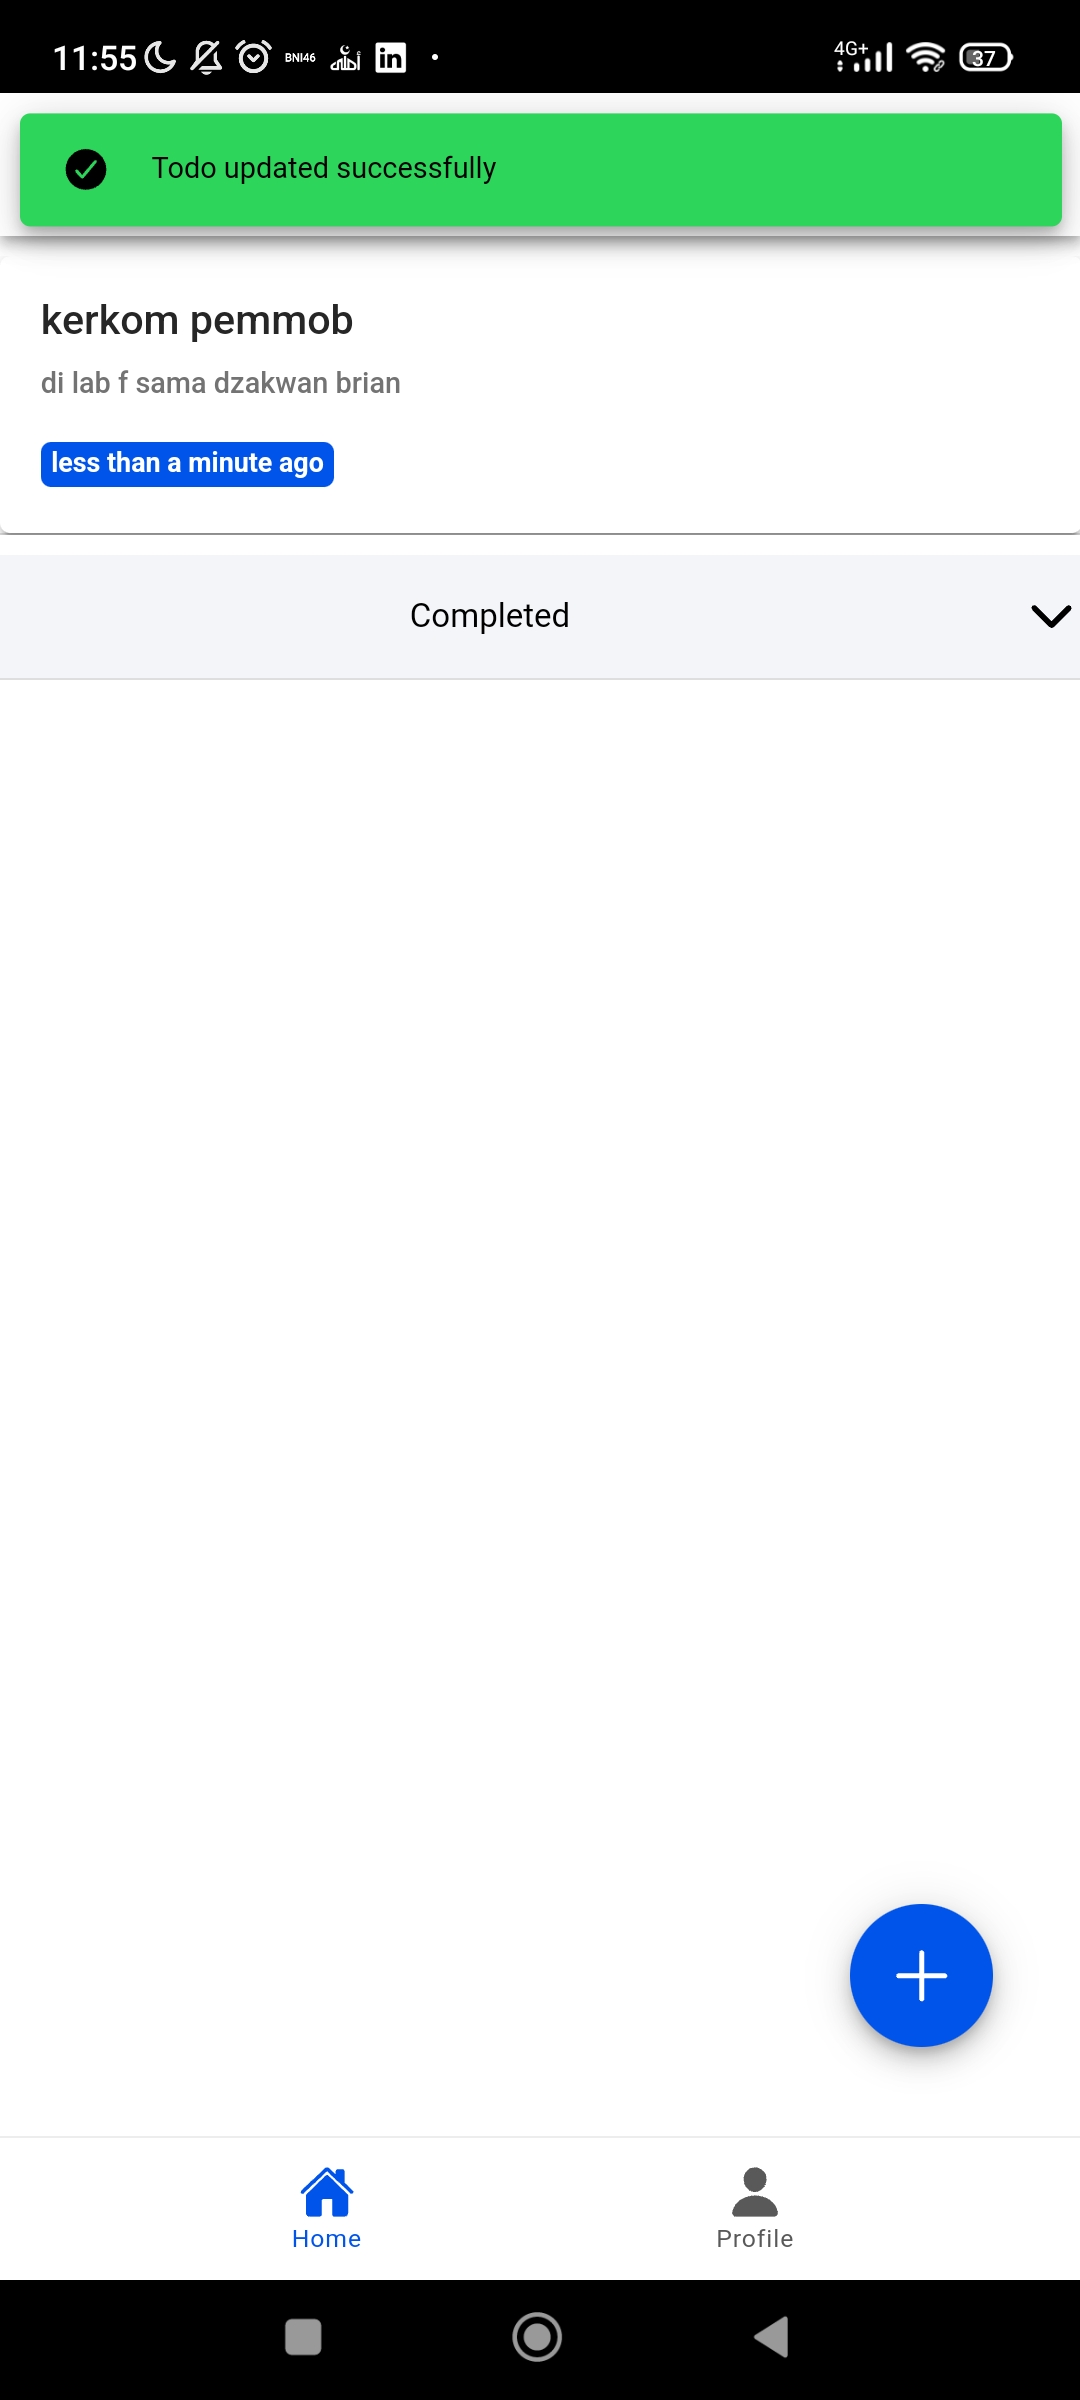 11:55 BNI46 in 4G+ 37
Todo updated successfully
kerkom pemmob
di lab f sama dzakwan brian
less than a minute ago
Completed
Home
Profile